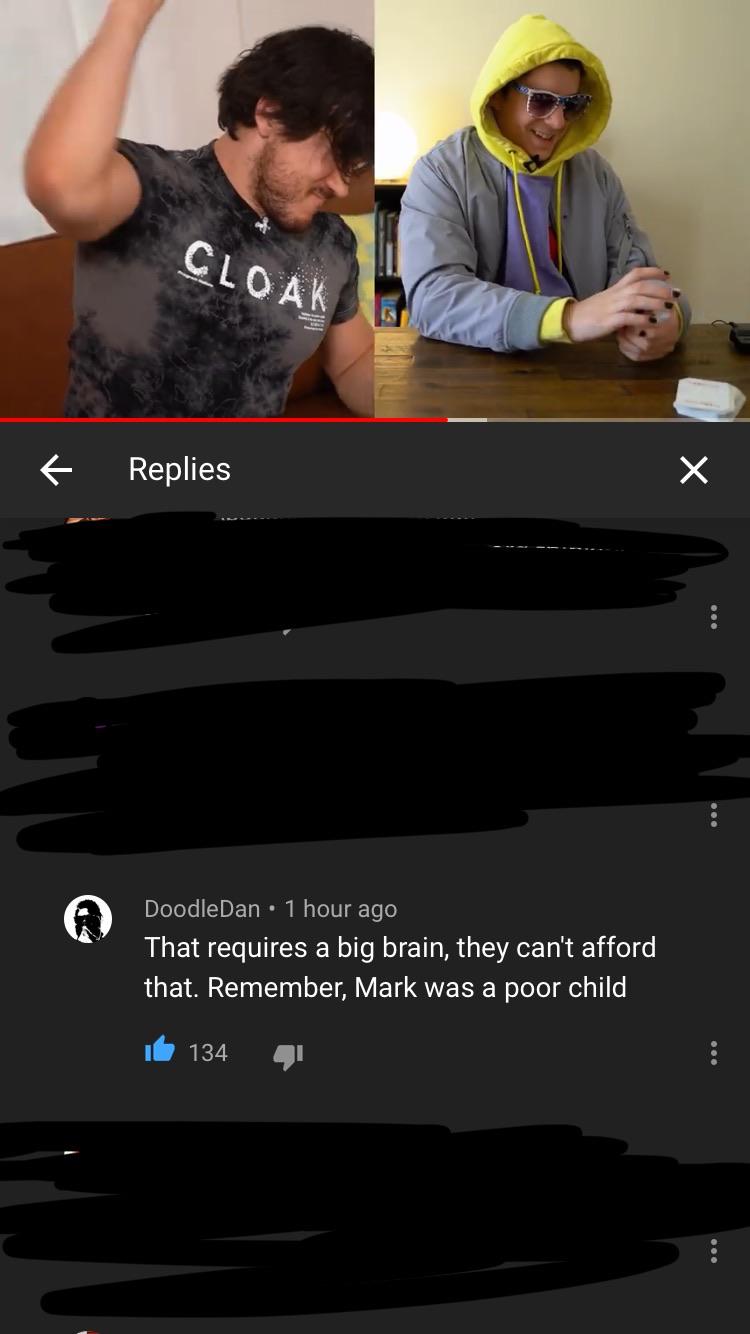 CLOAK
Replies
DoodleDan • 1 hour ago
That requires a big brain, they can't afford
that. Remember, Mark was a poor child
134